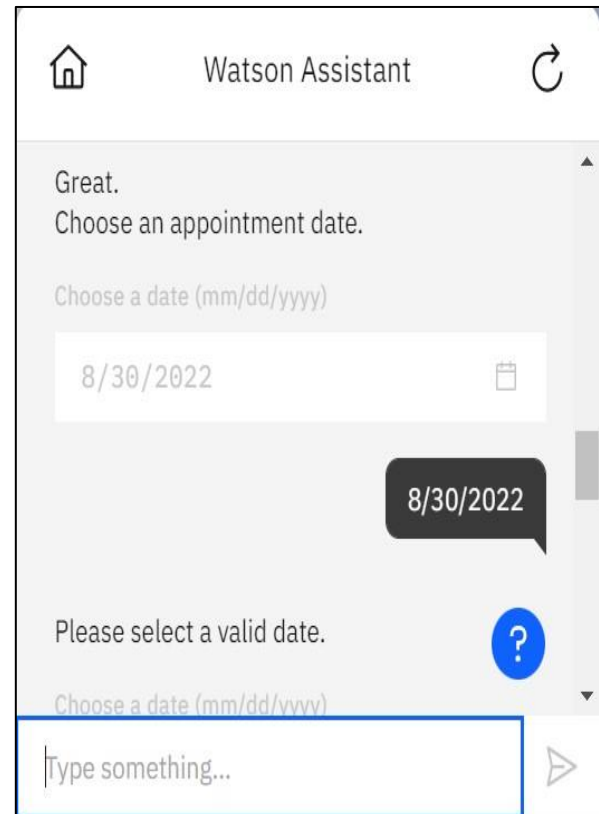 Watson Assistant
Great.
Choose an appointment date.
Choose a date (mm/dd/yyyy)
8/30/2022
8/30/2022
Please select a valid date.
?
Choose a date (mm/dd/yyyy)
Type something...